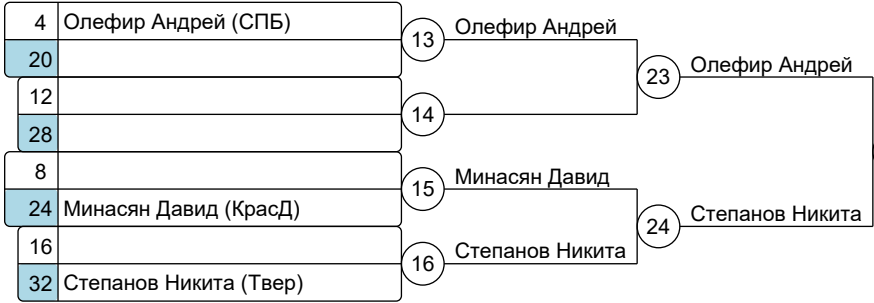 4 Олефир Андрей (СПБ)
20
13 Олефир Андрей
12
28
14
23 Олефир Андрей
8
24 Минасян Давид (КрасД)
15 Минасян Давид
16
32 Степанов Никита (Твер)
16 Степанов Никита
24 Степанов Никита